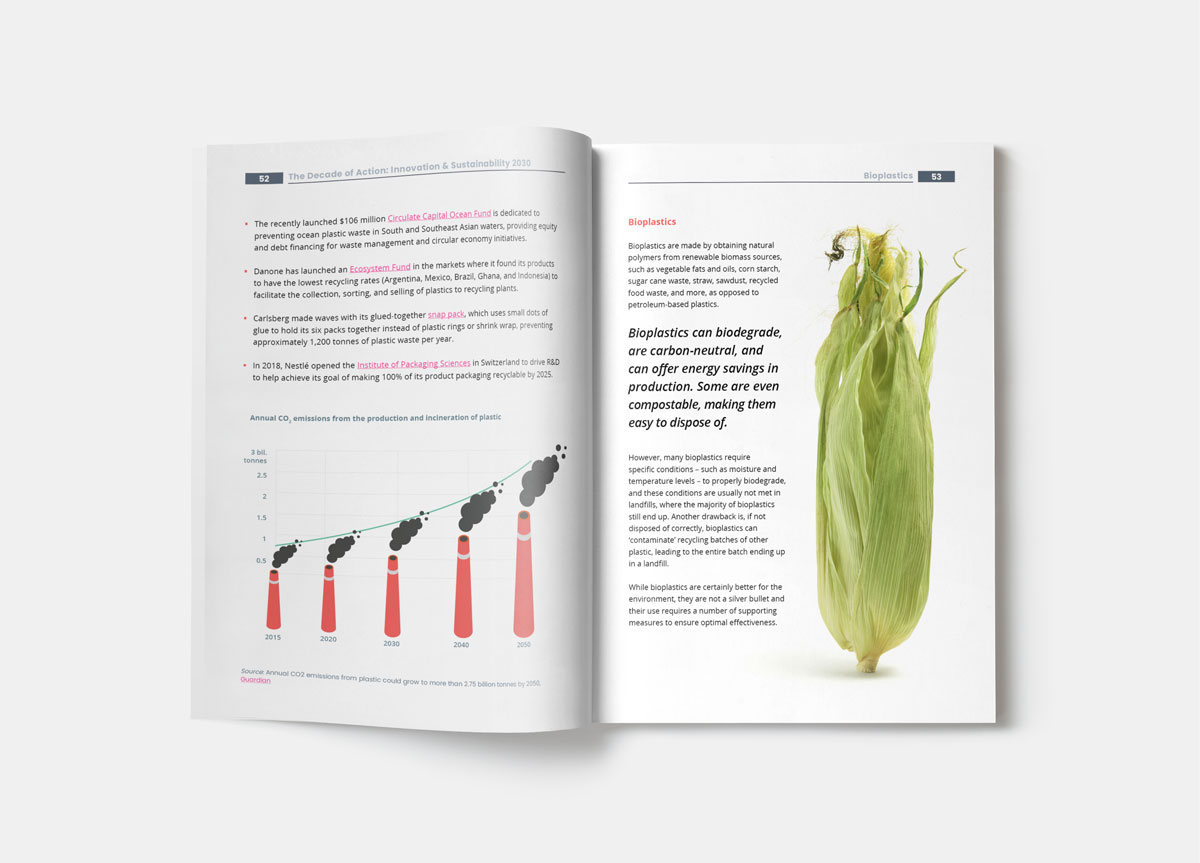 52 The Decade of Action: Innovation & Sustainability 2030
• The recently launched $106 million Circulate Capital Ocean Fund is dedicated to
preventing ocean plastic waste in South and Southeast Asian waters, providing equity
and debt financing for waste management and circular economy initiatives.
• Danone has launched an Ecosystem Fund in the markets where it found its products
to have the lowest recycling rates (Argentina, Mexico, Brazil, Ghana, and Indonesia) to
facilitate the collection, sorting, and selling of plastics to recycling plants.
• Carlsberg made waves with its glued-together snap pack, which uses small dots of
glue to hold its six packs together instead of plastic rings or shrink wrap, preventing
approximately 1,200 tonnes of plastic waste per year.
• In 2018, Nestlé opened the Institute of Packaging Sciences in Switzerland to drive R&D
to help achieve its goal of making 100% of its product packaging recyclable by 2025.
Annual CO₂ emissions from the production and incineration of plastic
3 bil.
tonnes
2.5
2
1.5
1
0.5
2015 2020 2030 2040 2050
Source: Annual CO2 emissions from plastic could grow to more than 2.75 billion tonnes by 2050,
Guardian
Bioplastics 53
Bioplastics
Bioplastics are made by obtaining natural
polymers from renewable biomass sources,
such as vegetable fats and oils, corn starch,
sugar cane waste, straw, sawdust, recycled
food waste, and more, as opposed to
petroleum-based plastics.
Bioplastics can biodegrade,
are carbon-neutral, and
can offer energy savings in
production. Some are even
compostable, making them
easy to dispose of.
However, many bioplastics require
specific conditions – such as moisture and
temperature levels – to properly biodegrade,
and these conditions are usually not met in
landfills, where the majority of bioplastics
still end up. Another drawback is, if not
disposed of correctly, bioplastics can
‘contaminate’ recycling batches of other
plastic, leading to the entire batch ending up
in a landfill.
While bioplastics are certainly better for the
environment, they are not a silver bullet and
their use requires a number of supporting
measures to ensure optimal effectiveness.